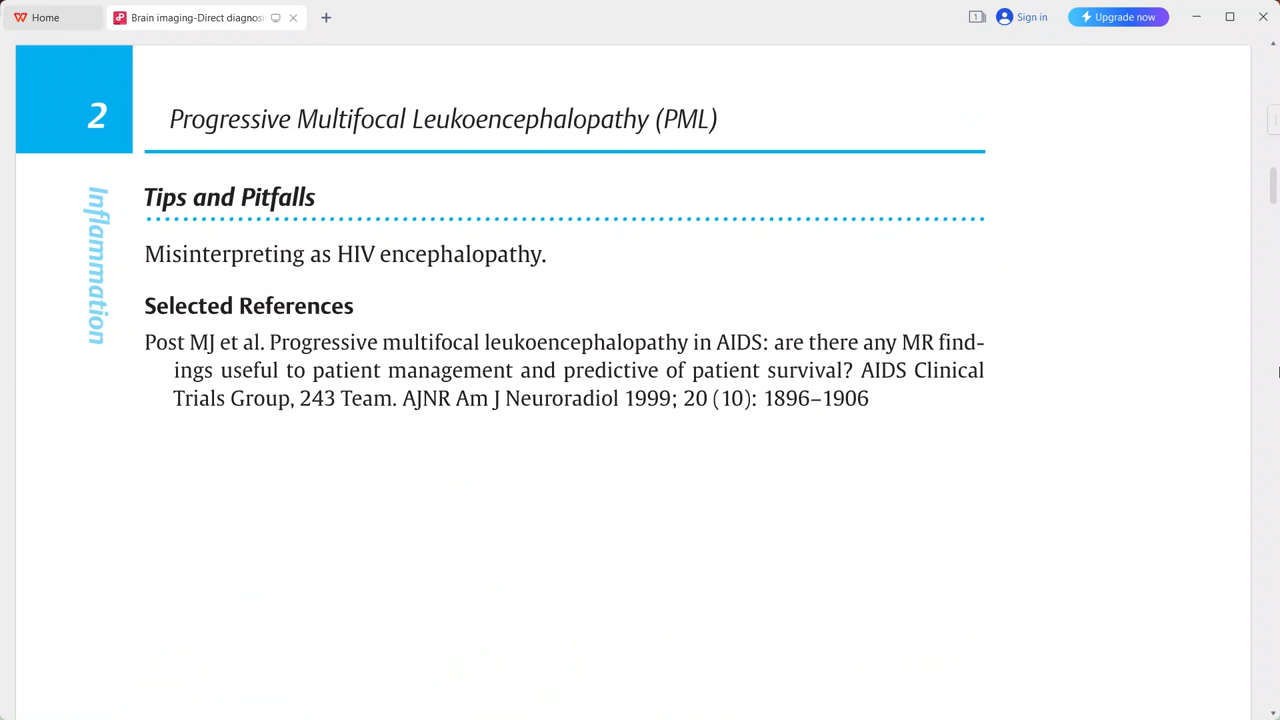 Home
Brain imaging-Direct diagnosi
1
Sign in
Upgrade now
2
Progressive Multifocal Leukoencephalopathy (PML)
Inflammation
Tips and Pitfalls
Misinterpreting as HIV encephalopathy.
Selected References
Post MJ et al. Progressive multifocal leukoencephalopathy in AIDS: are there any MR find-
ings useful to patient management and predictive of patient survival? AIDS Clinical
Trials Group, 243 Team. AJNR Am J Neuroradiol 1999; 20 (10): 1896–1906